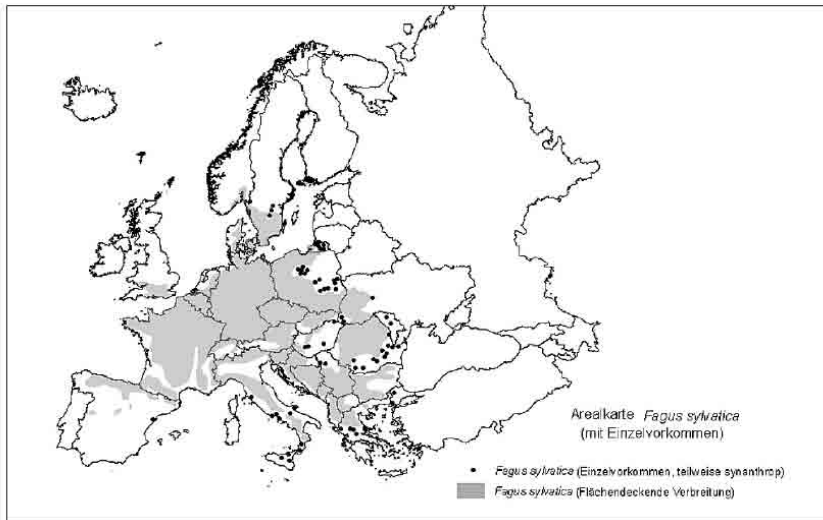 Arealkarte Fagus sylvatica
(mit Einzelvorkommen)
Fagus sylvatica (Einzelvorkommen, teilweise synanthrop)
Fagus sylvatica (Flächendeckende Verbreitung)